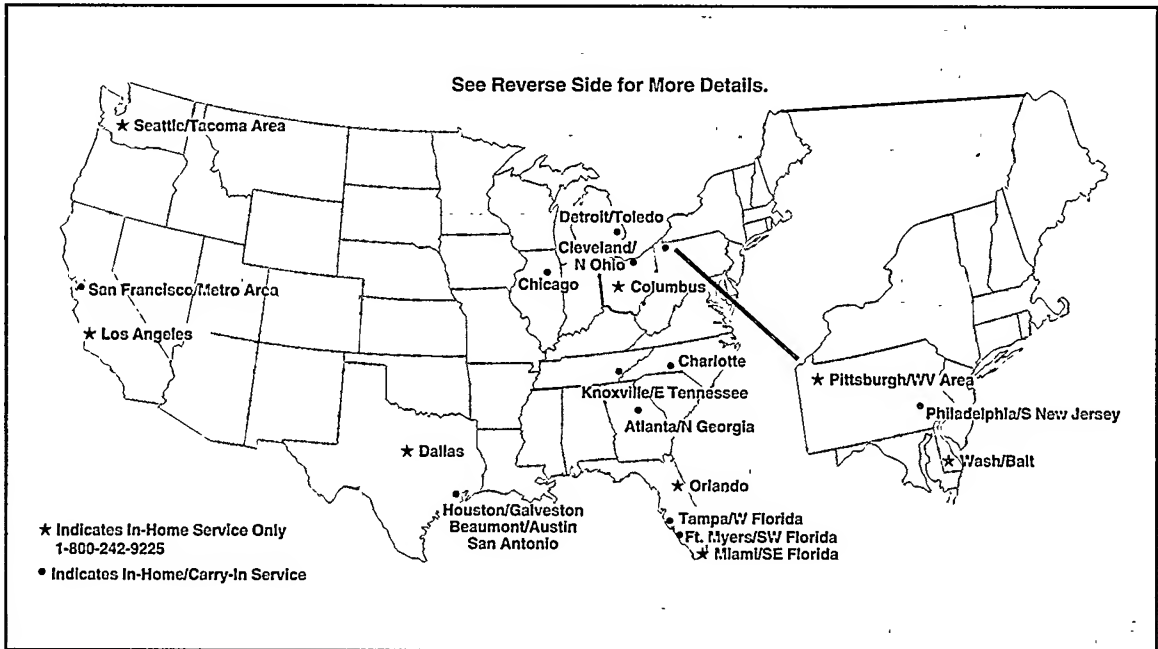 See Reverse Side for More Details.
★ Seattle/Tacoma Area
Detroit/Toledo
Cleveland/
N Ohio
Chicago
★ Columbus
San Francisco Metro Area
★ Los Angeles
Charlotte
Knoxville/E Tennessee
Atlanta/N Georgia
★ Pittsburgh/WV Area
Philadelphia/S New Jersey
★ Wash/Balt
★ Dallas
★ Orlando
Houston/Galveston
Beaumont/Austin
San Antonio
Tampa/W Florida
Ft. Myers/SW Florida
★ Miami/SE Florida
★ Indicates In-Home Service Only
1-800-242-9225
• Indicates In-Home/Carry-In Service